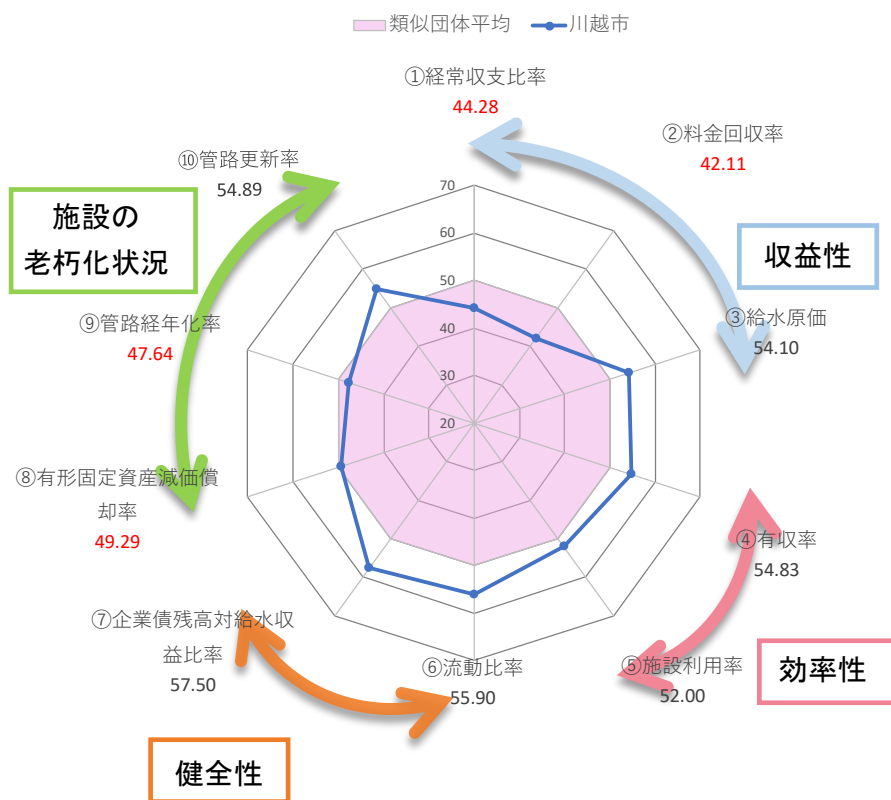 類似団体平均 川越市
①経常収支比率
44.28
②料金回収率
42.11
収益性
③給水原価
54.10
④有収率
54.83
⑤施設利用率
52.00
効率性
⑥流動比率
55.90
⑦企業債残高対給水収
益比率
57.50
健全性
⑧有形固定資産減価償
却率
49.29
⑨管路経年化率
47.64
⑩管路更新率
54.89
施設の
老朽化状況
70
60
50
40
30
20